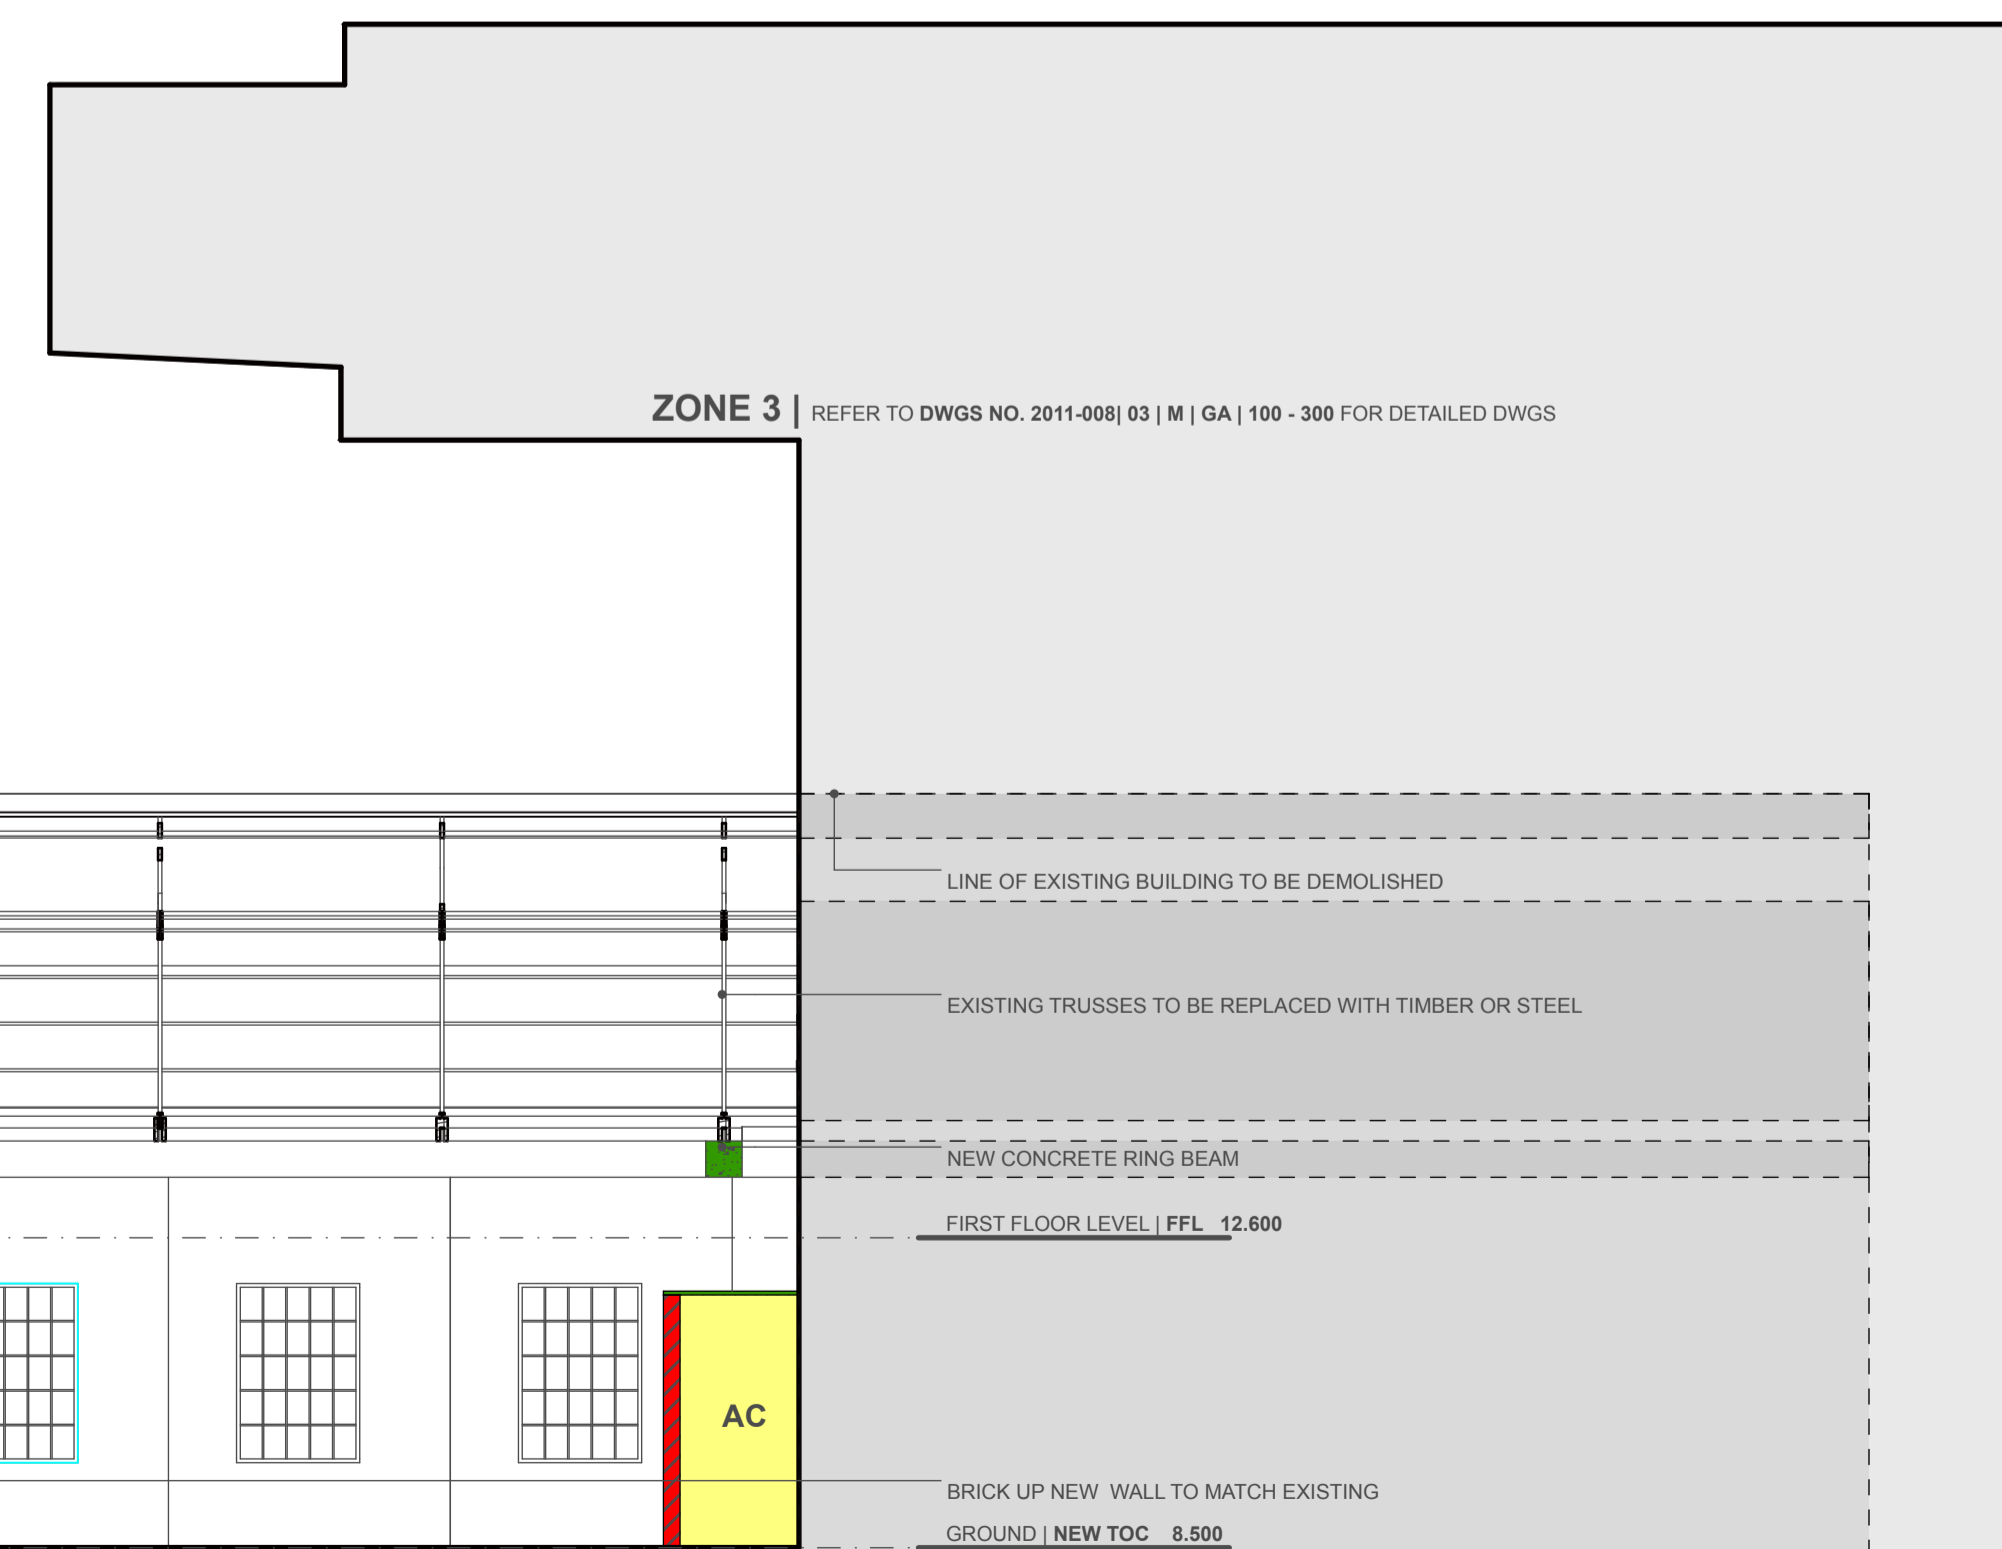 ZONE 3 | REFER TO DWGS NO. 2011-008| 03 | M | GA | 100 - 300 FOR DETAILED DWGS
LINE OF EXISTING BUILDING TO BE DEMOLISHED
EXISTING TRUSSES TO BE REPLACED WITH TIMBER OR STEEL
NEW CONCRETE RING BEAM
FIRST FLOOR LEVEL | FFL 12.600
AC
BRICK UP NEW WALL TO MATCH EXISTING
GROUND | NEW TOC 8.500